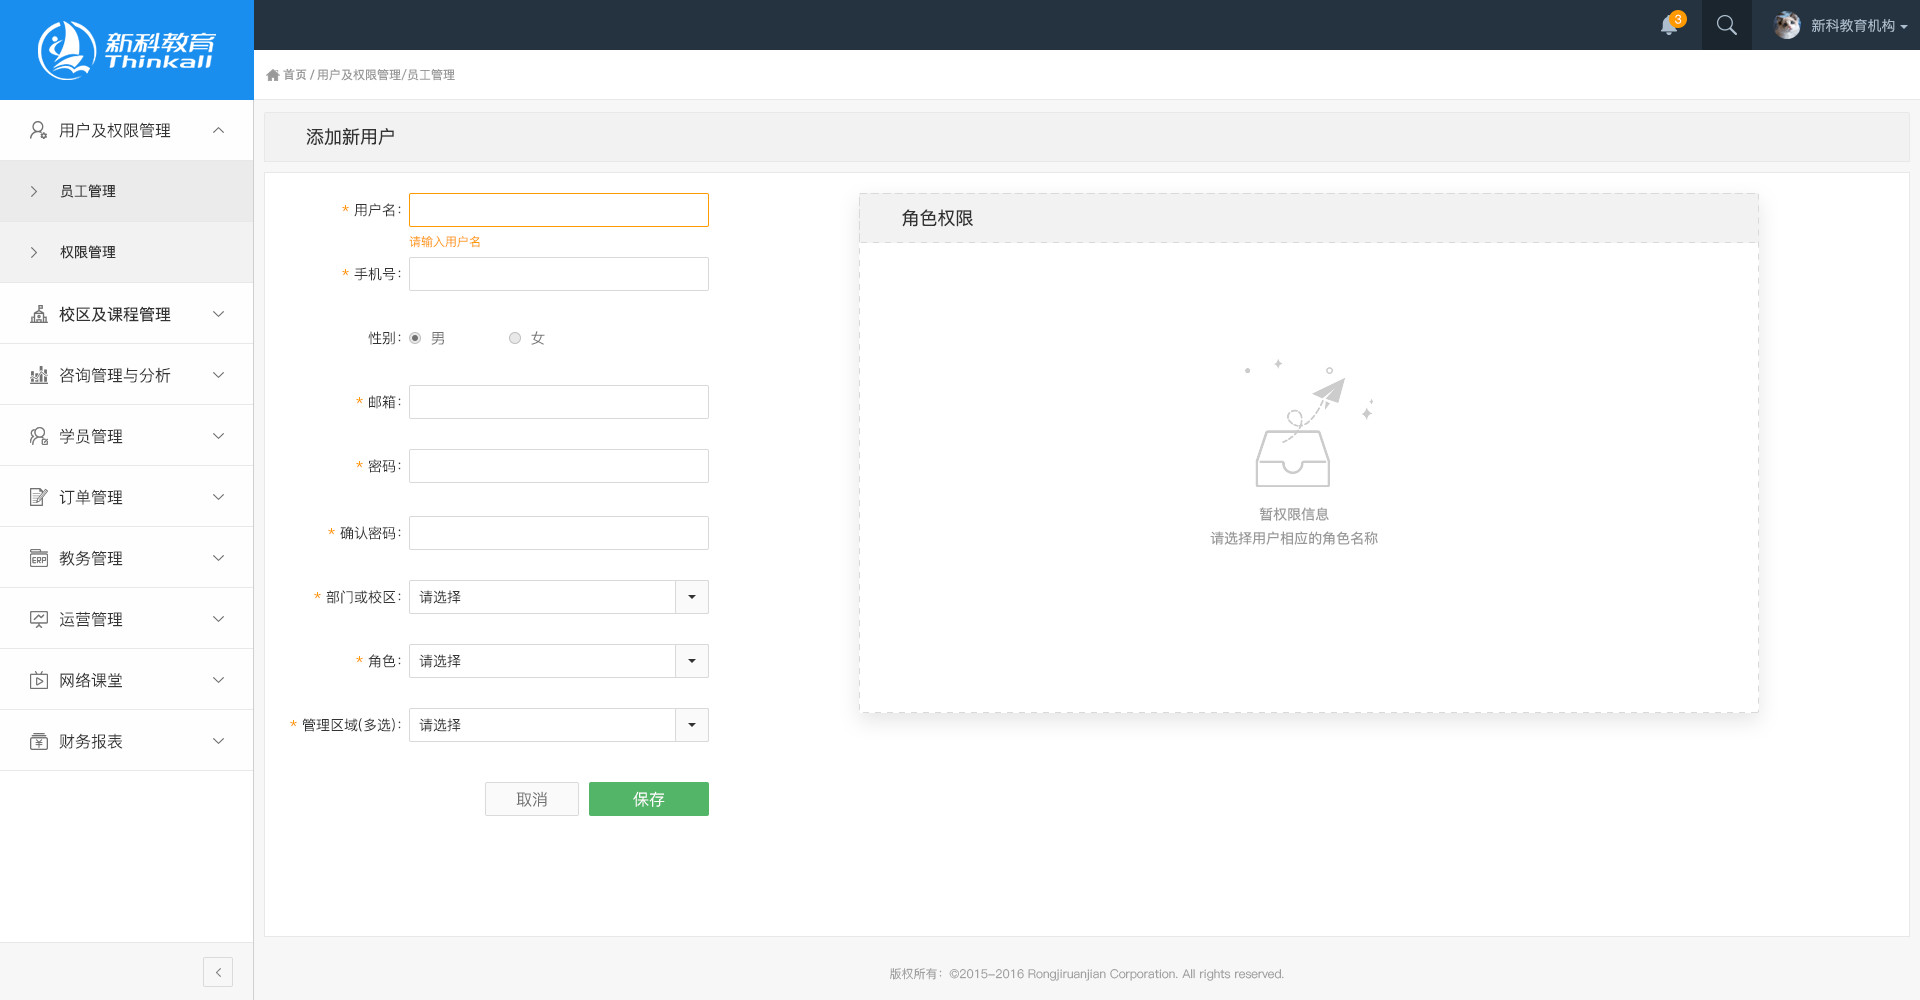 新科教育
Thinkall
3
新科教育机构
首页 / 用户及权限管理/员工管理
用户及权限管理
员工管理
权限管理
校区及课程管理
咨询管理与分析
学员管理
订单管理
ERP
教务管理
运营管理
网络课堂
财务报表
添加新用户
* 用户名：
请输入用户名
* 手机号：
性别： 男 女
* 邮箱：
* 密码：
* 确认密码：
* 部门或校区： 请选择
* 角色： 请选择
* 管理区域(多选)： 请选择
取消 保存
角色权限
暂权限信息
请选择用户相应的角色名称
版权所有：©2015-2016 Rongjiruanjian Corporation. All rights reserved.